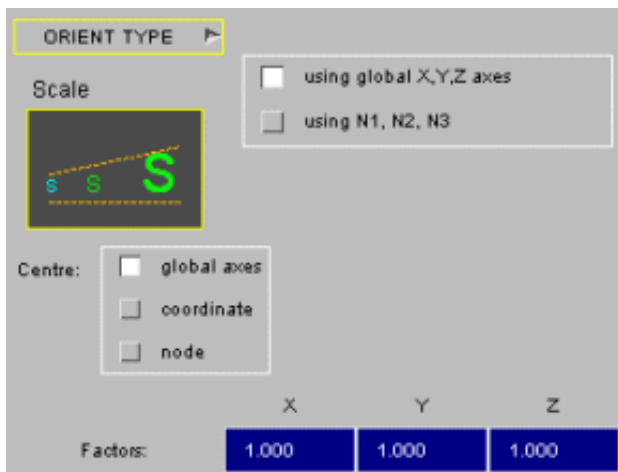 ORIENT TYPE
using global X,Y,Z axes
Scale
using N1, N2, N3
s s S
Centre: global axes
coordinate
node
X Y Z
Factors: 1.000 1.000 1.000